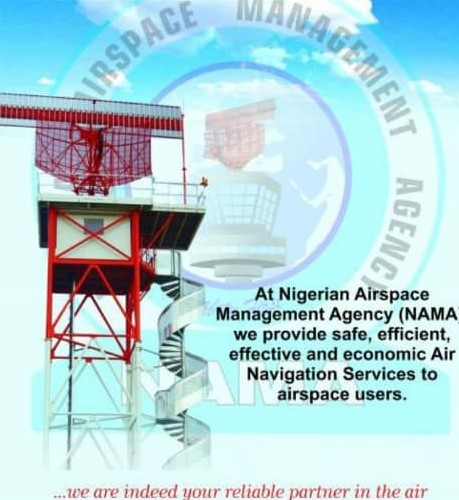 AIRSPACE MANAGEMENT AGENCY
At Nigerian Airspace
Management Agency (NAMA)
we provide safe, efficient,
effective and economic Air
Navigation Services to
airspace users.
NAMA
...we are indeed your reliable partner in the air